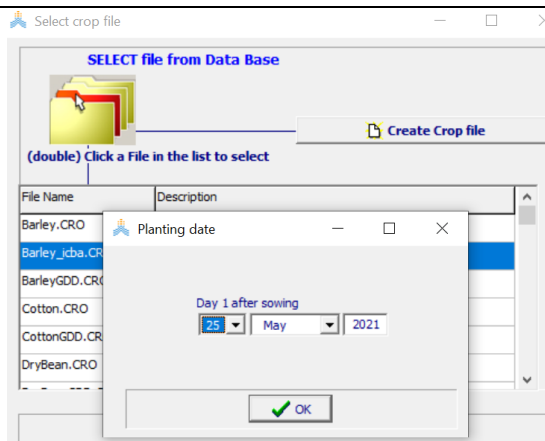 Select crop file
SELECT file from Data Base
Create Crop file
(double) Click a File in the list to select
File Name Description
Barley.CRO
Planting date
Barley_icba.CR
BarleyGDD.CRO
Day 1 after sowing
Cotton.CRO
25 May 2021
CottonGDD.CR
DryBean.CRO
OK